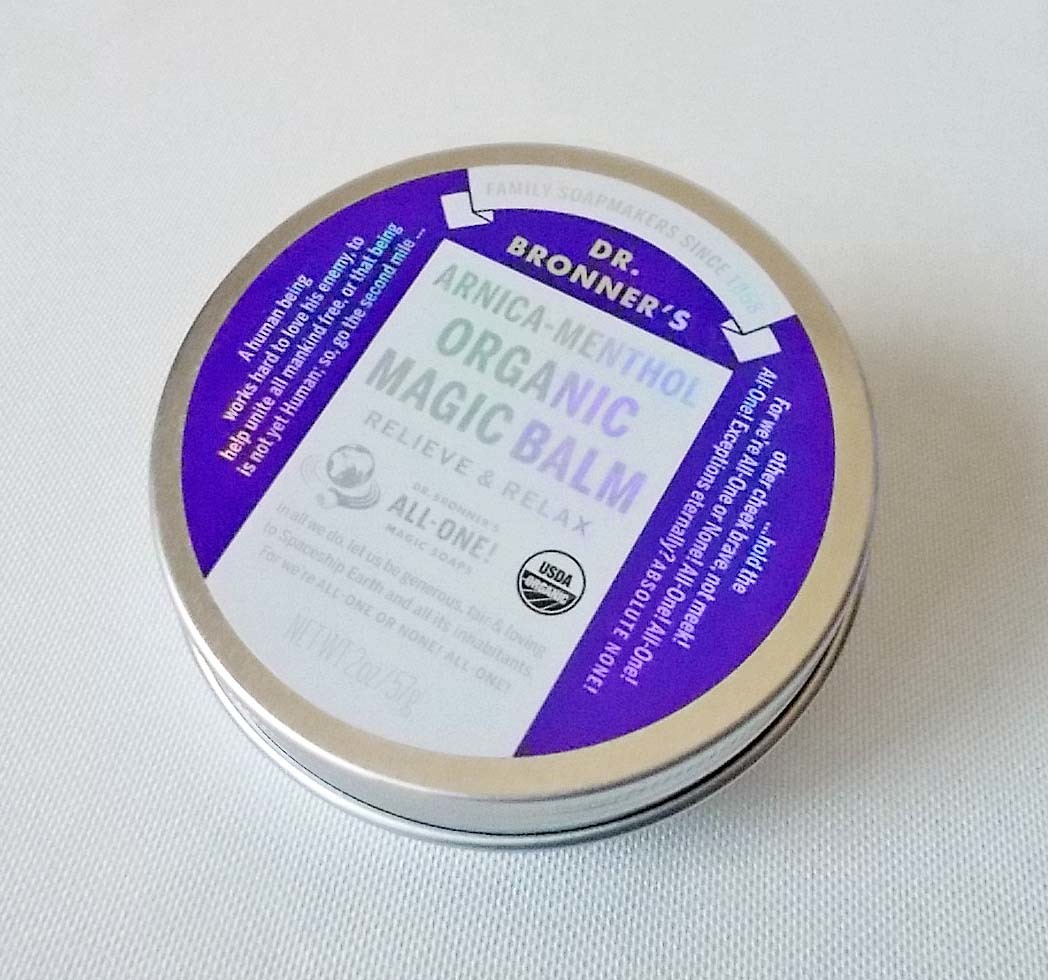 FAMILY SOAPMAKERS SINCE 1858
DR.
BRONNER'S
ARNICA-MENTHOL
ORGANIC
MAGIC BALM
RELIEVE & RELAX
DR. BRONNER'S
ALL-ONE!
MAGIC SOAPS
USDA
ORGANIC
In all we do, let us be generous, fair & loving
to Spaceship Earth and all its inhabitants.
For we're ALL-ONE OR NONE! ALL-ONE!
NET WT 2 oz/57g
A human being
works hard to love his enemy, to
help unite all mankind free, or that being
is not yet Human; so, go the second mile ...
...hold the
other cheek brave, not meek!
For we're All-One or None! All-One! All-One!
All-One! Exceptions eternally? ABSOLUTE NONE!